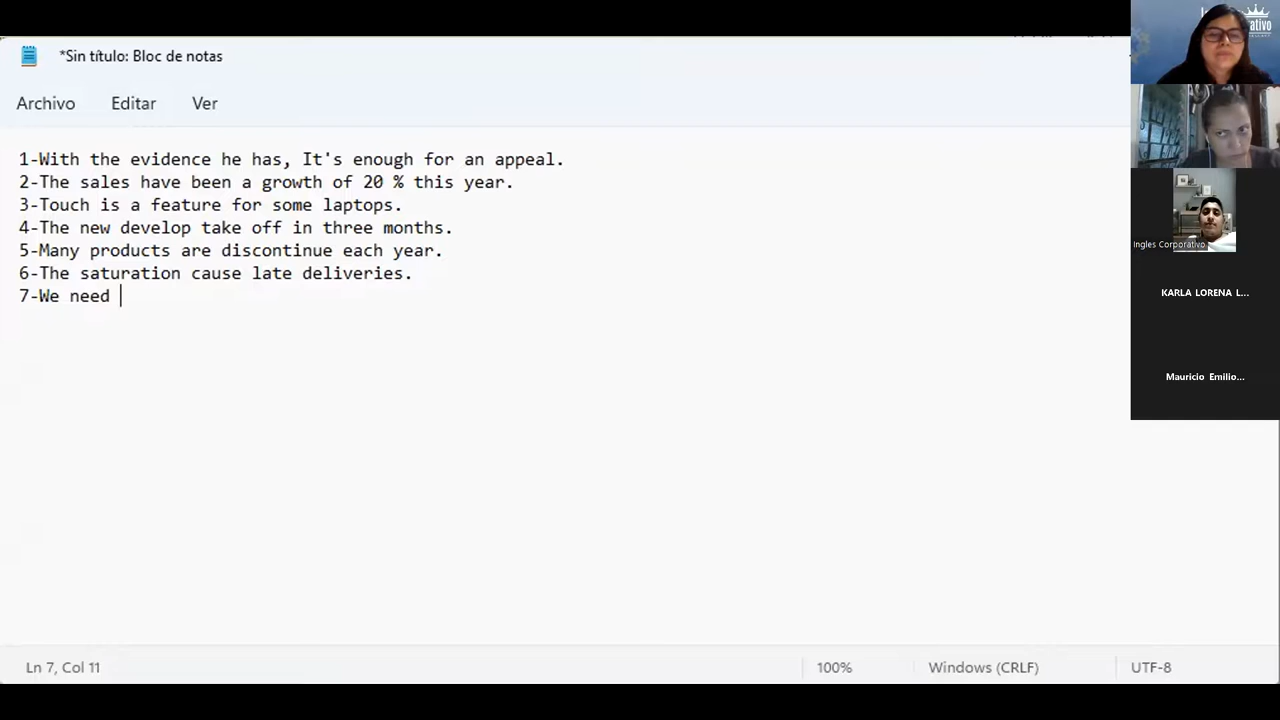 *Sin título: Bloc de notas
Archivo Editar Ver
1-With the evidence he has, It's enough for an appeal.
2-The sales have been a growth of 20 % this year.
3-Touch is a feature for some laptops.
4-The new develop take off in three months.
5-Many products are discontinue each year.
6-The saturation cause late deliveries.
7-We need
Ln 7, Col 11
100%
Windows (CRLF)
UTF-8
Ingles Corporativo
KARLA LORENA L...
Mauricio Emilio...